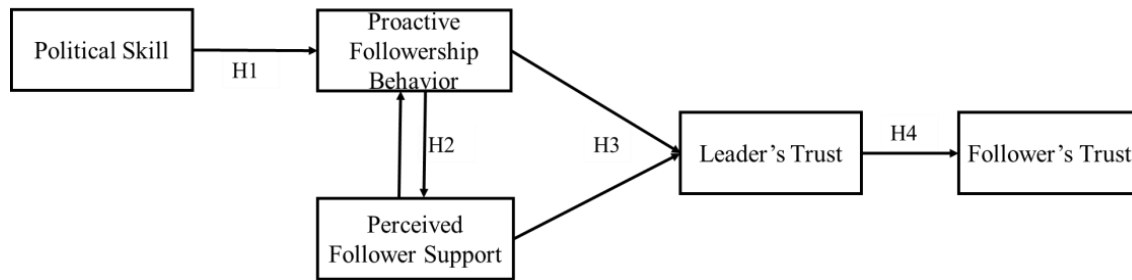 Political Skill
H1
Proactive
Followership
Behavior
H2
Perceived
Follower Support
H3
Leader's Trust
H4
Follower's Trust